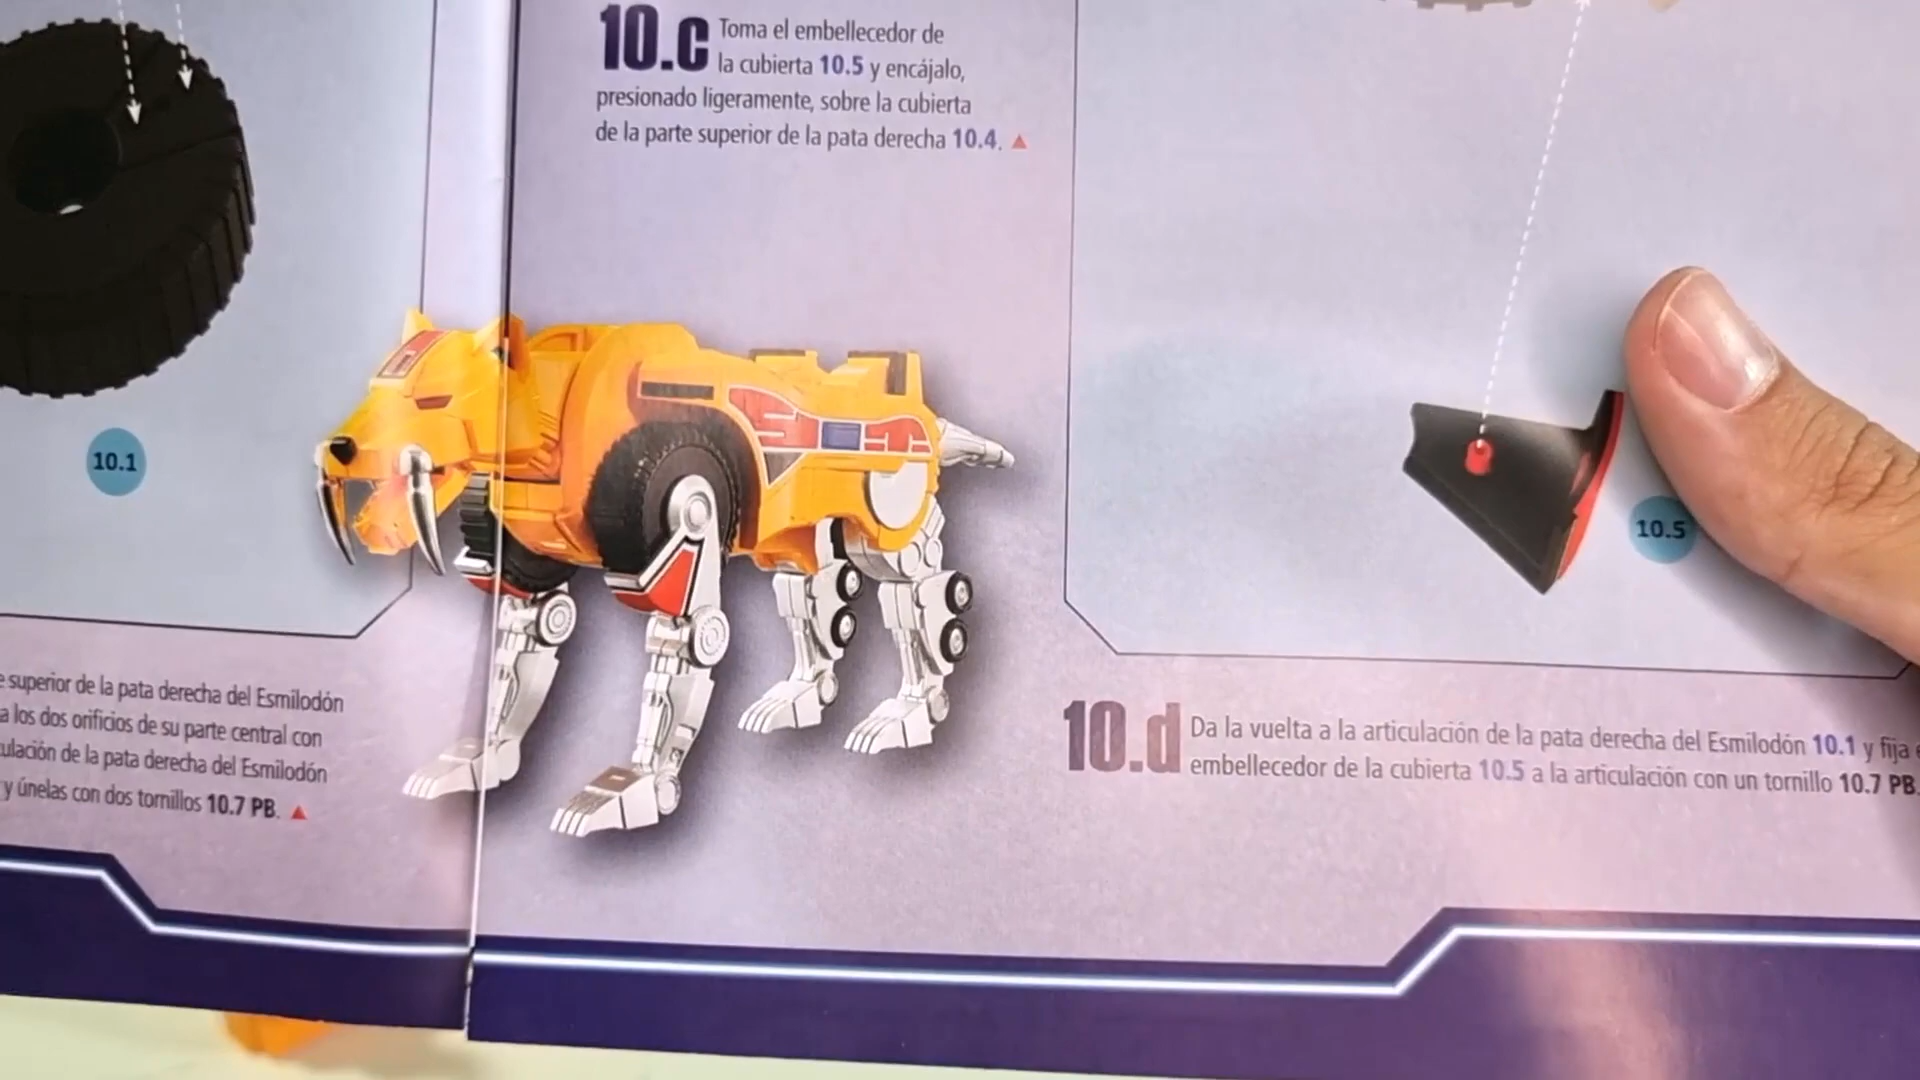 10.c Toma el embellecedor de
la cubierta 10.5 y encájalo,
presionado ligeramente, sobre la cubierta
de la parte superior de la pata derecha 10.4.
10.1
10.5
superior de la pata derecha del Esmilodón
a los dos orificios de su parte central con
de la pata derecha del Esmilodón
y únelas con dos tornillos 10.7 PB.
10.d Da la vuelta a la articulación de la pata derecha del Esmilodón 10.1 y fija
embellecedor de la cubierta 10.5 a la articulación con un tornillo 10.7 PB.